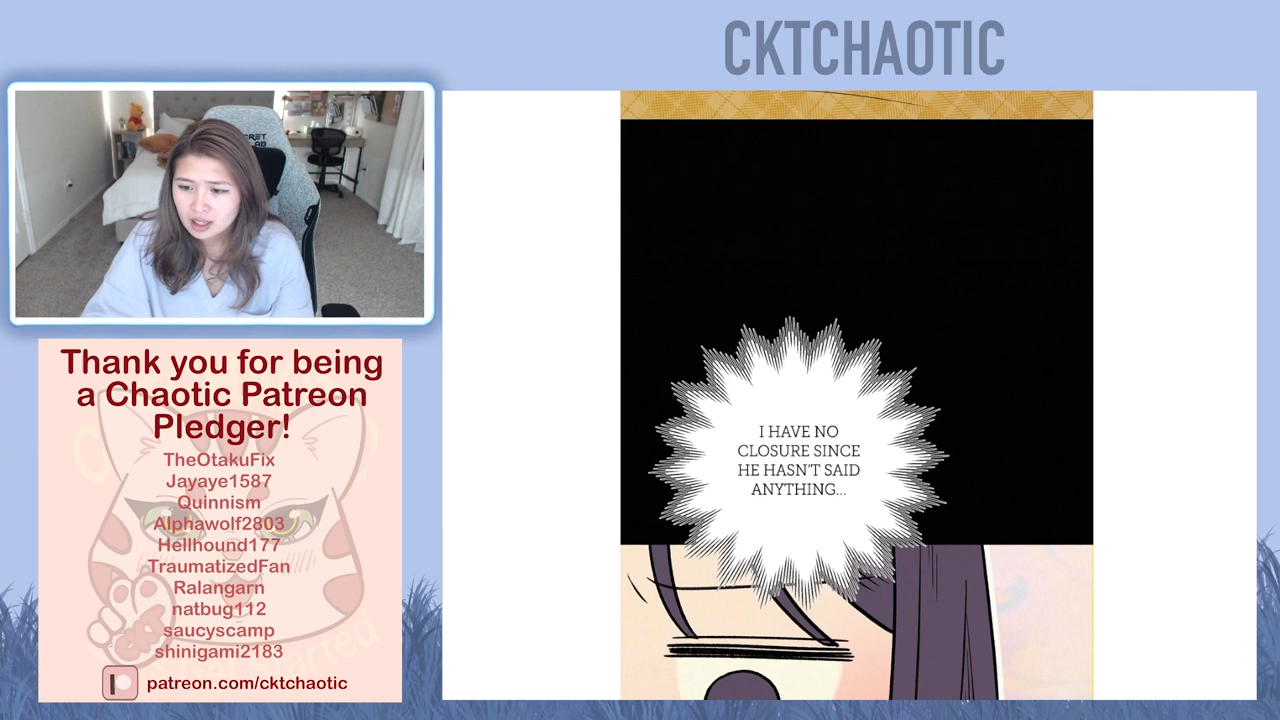 CKTCHAOTIC
Thank you for being
a Chaotic Patreon
Pledger!
TheOtakuFix
Jayaye1587
Quinnism
Alphawolf2803
Hellhound177
TraumatizedFan
Ralangarn
natbug112
saucyscamp
shinigami2183
patreon.com/cktchaotic
I HAVE NO
CLOSURE SINCE
HE HASN'T SAID
ANYTHING...